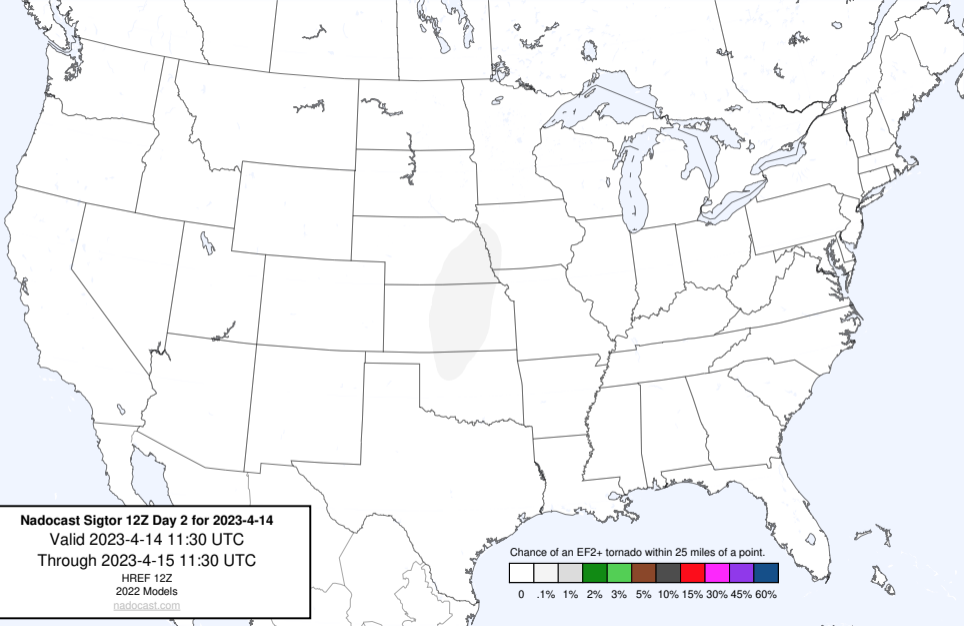 Nadocast Sigtor 12Z Day 2 for 2023-4-14
Valid 2023-4-14 11:30 UTC
Through 2023-4-15 11:30 UTC
HREF 12Z
2022 Models
nadocast.com
Chance of an EF2+ tornado within 25 miles of a point.
0 .1% 1% 2% 3% 5% 10% 15% 30% 45% 60%